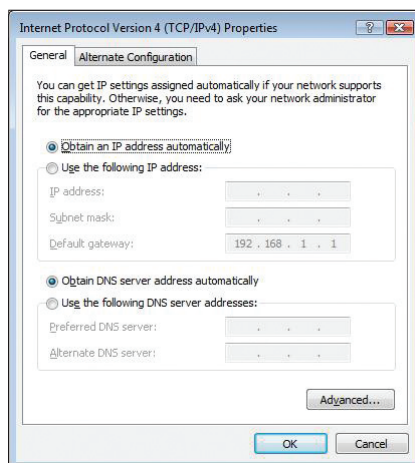 Internet Protocol Version 4 (TCP/IPv4) Properties
General Alternate Configuration
You can get IP settings assigned automatically if your network supports
this capability. Otherwise, you need to ask your network administrator
for the appropriate IP settings.
Obtain an IP address automatically
Use the following IP address:
IP address: . . .
Subnet mask: . . .
Default gateway: 192 . 168 . 1 . 1
Obtain DNS server address automatically
Use the following DNS server addresses:
Preferred DNS server: . . .
Alternate DNS server: . . .
Advanced...
OK Cancel